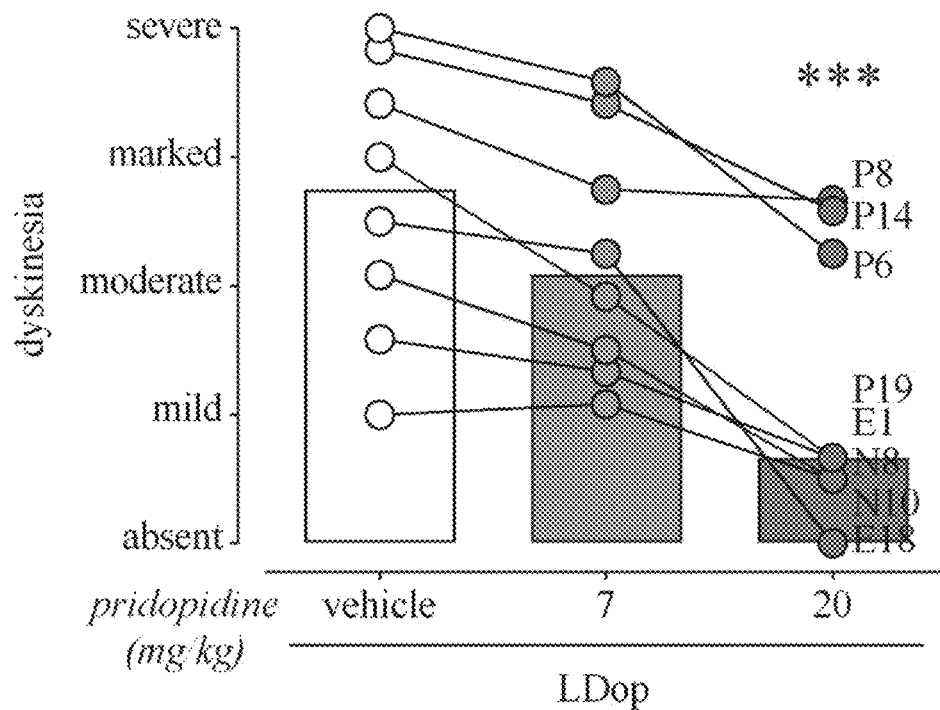 severe
***
marked
P8
P14
P6
moderate
dyskinesia
P19
mild
E1
N8
N10
absent
E18
pridopidine
(mg/kg)
vehicle
7
20
LDop